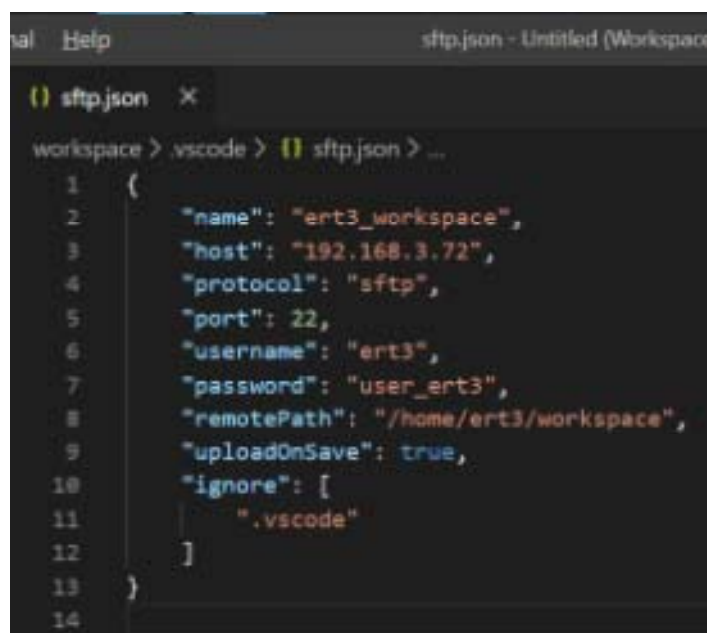 nal Help sftp.json - Untitled (Workspace
{} sftp.json ×
workspace > .vscode > {} sftp.json > ...
1 {
2 "name": "ert3_workspace",
3 "host": "192.168.3.72",
4 "protocol": "sftp",
5 "port": 22,
6 "username": "ert3",
7 "password": "user_ert3",
8 "remotePath": "/home/ert3/workspace",
9 "uploadOnSave": true,
10 "ignore": [
11 ".vscode"
12 ]
13 }
14